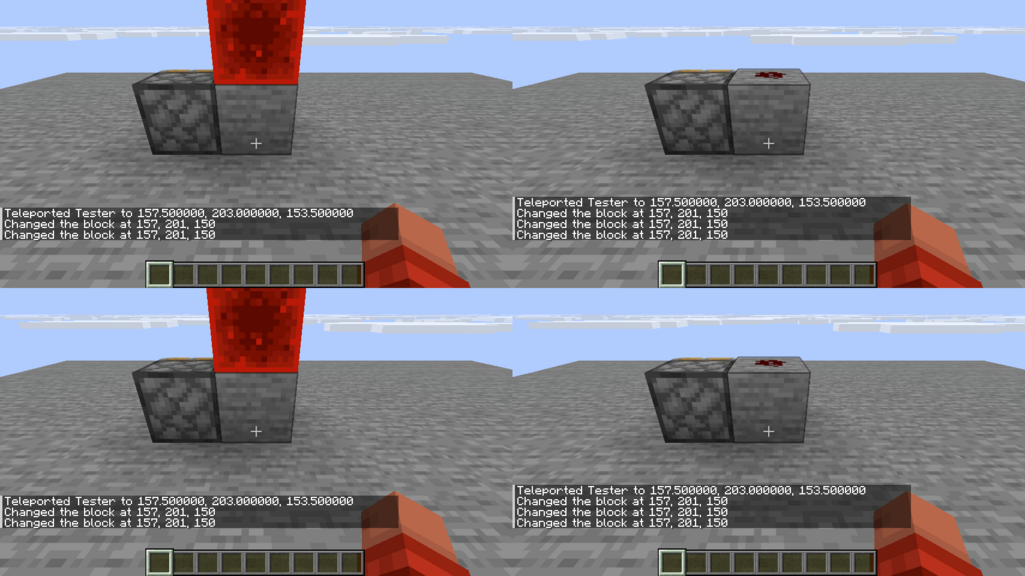 Teleported Tester to 157.500000, 203.000000, 153.500000
Changed the block at 157, 201, 150
Changed the block at 157, 201, 150
Teleported Tester to 157.500000, 203.000000, 153.500000
Changed the block at 157, 201, 150
Changed the block at 157, 201, 150
Changed the block at 157, 201, 150
Teleported Tester to 157.500000, 203.000000, 153.500000
Changed the block at 157, 201, 150
Changed the block at 157, 201, 150
Teleported Tester to 157.500000, 203.000000, 153.500000
Changed the block at 157, 201, 150
Changed the block at 157, 201, 150
Changed the block at 157, 201, 150